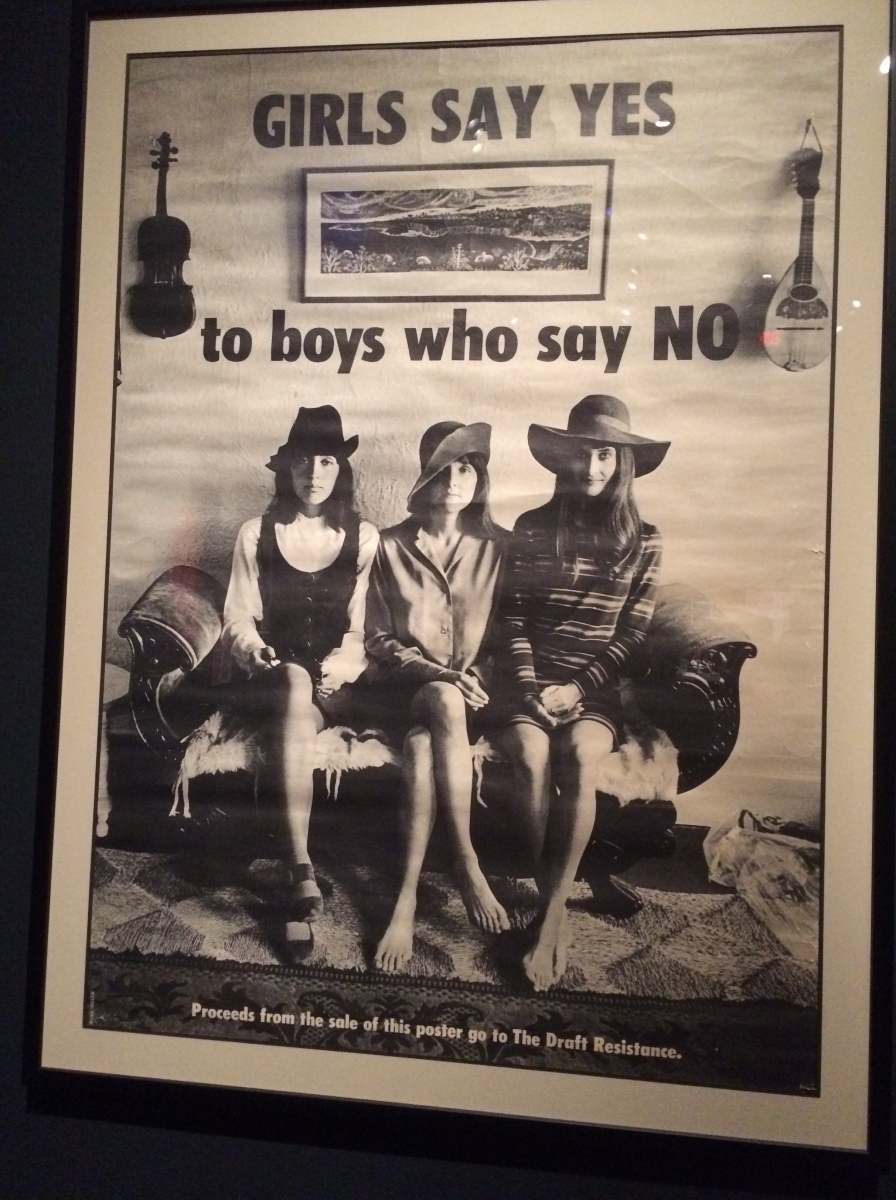 GIRLS SAY YES
to boys who say NO
Proceeds from the sale of this poster go to The Draft Resistance.